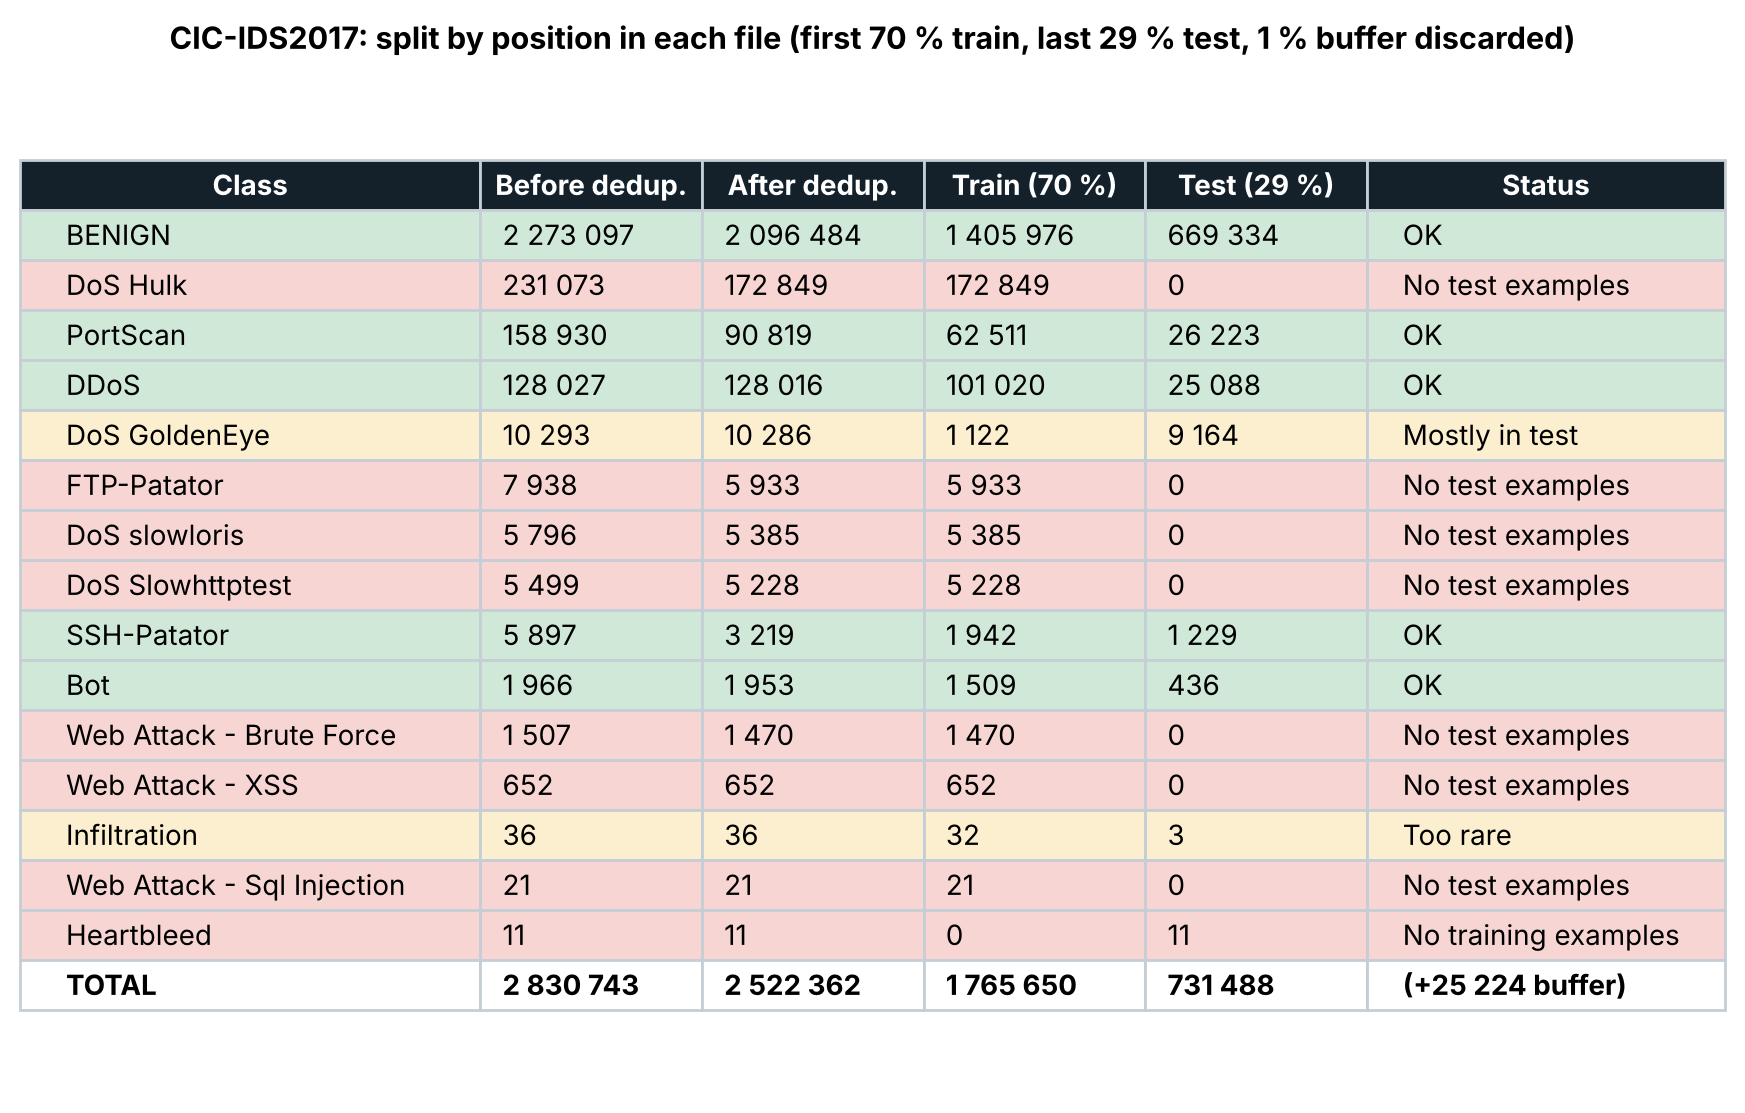 CIC-IDS2017: split by position in each file (first 70 % train, last 29 % test, 1 % buffer discarded)
Class Before dedup. After dedup. Train (70 %) Test (29 %) Status
BENIGN 2 273 097 2 096 484 1 405 976 669 334 OK
DoS Hulk 231 073 172 849 172 849 0 No test examples
PortScan 158 930 90 819 62 511 26 223 OK
DDoS 128 027 128 016 101 020 25 088 OK
DoS GoldenEye 10 293 10 286 1 122 9 164 Mostly in test
FTP-Patator 7 938 5 933 5 933 0 No test examples
DoS slowloris 5 796 5 385 5 385 0 No test examples
DoS Slowhttptest 5 499 5 228 5 228 0 No test examples
SSH-Patator 5 897 3 219 1 942 1 229 OK
Bot 1 966 1 953 1 509 436 OK
Web Attack - Brute Force 1 507 1 470 1 470 0 No test examples
Web Attack - XSS 652 652 652 0 No test examples
Infiltration 36 36 32 3 Too rare
Web Attack - Sql Injection 21 21 21 0 No test examples
Heartbleed 11 11 0 11 No training examples
TOTAL 2 830 743 2 522 362 1 765 650 731 488 (+25 224 buffer)